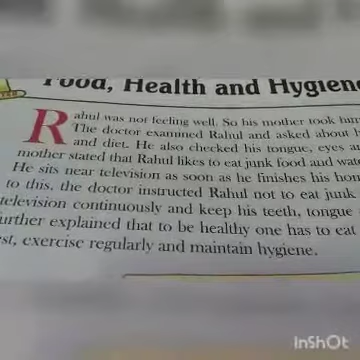 Food, Health and Hygiene
Rahul was not feeling well. So his mother took him
The doctor examined Rahul and asked about
and diet. He also checked his tongue, eyes
mother stated that Rahul likes to eat junk food and
He sits near television as soon as he finishes his
to this, the doctor instructed Rahul not to eat junk
television continuously and keep his teeth, tongue
further explained that to be healthy one has to eat
exercise regularly and maintain hygiene.
InShOt